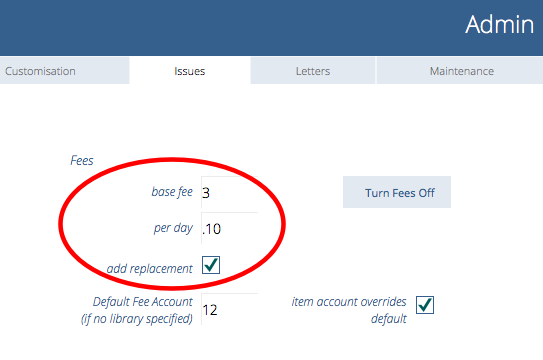 Admin
Customisation Issues Letters Maintenance
Fees
base fee 3 Turn Fees Off
per day .10
add replacement
Default Fee Account
(if no library specified) 12 item account overrides
default